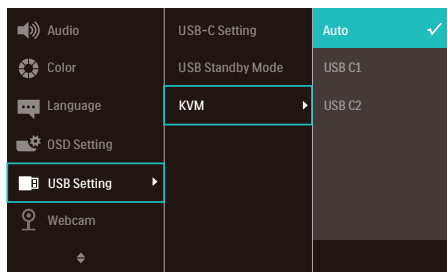 Audio
Color
Language
OSD Setting
USB Setting
Webcam
USB-C Setting
USB Standby Mode
KVM
Auto
USB C1
USB C2